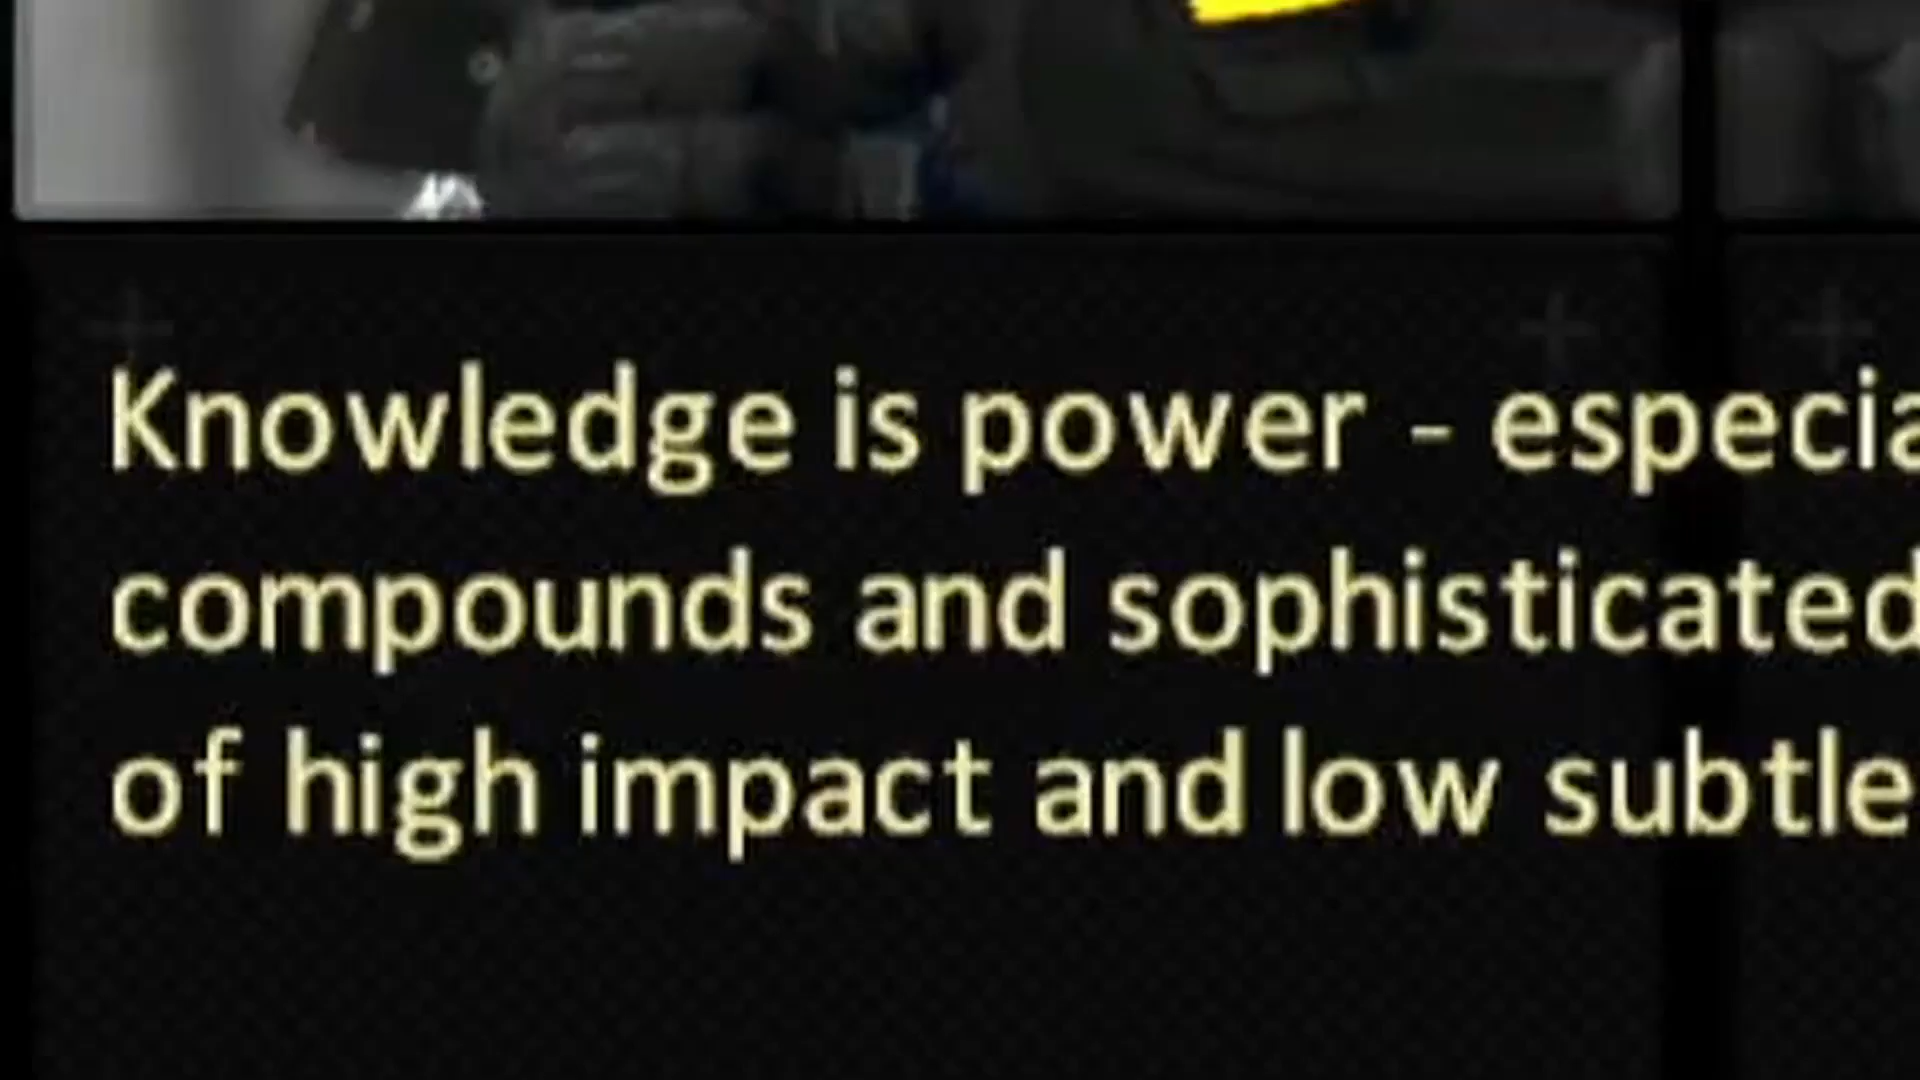 Knowledge is power - especia
compounds and sophisticated
of high impact and low subtle